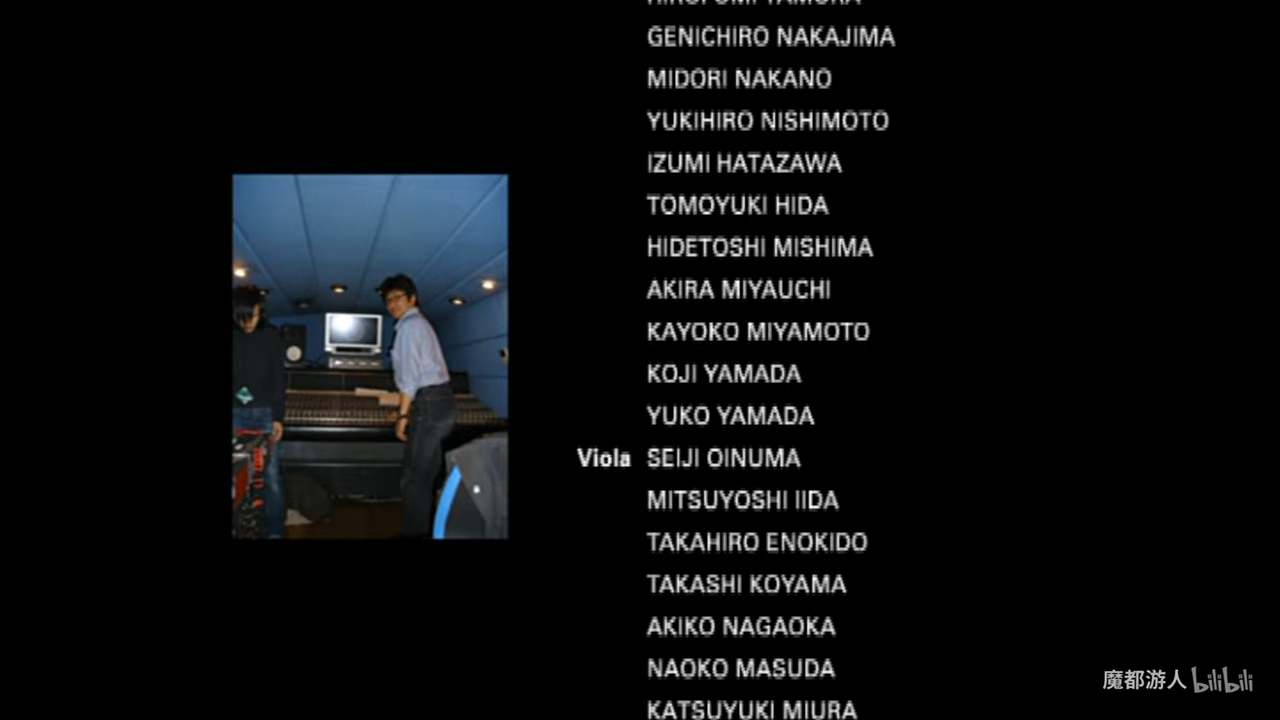 GENICHIRO NAKAJIMA
MIDORI NAKANO
YUKIHIRO NISHIMOTO
IZUMI HATAZAWA
TOMOYUKI HIDA
HIDETOSHI MISHIMA
AKIRA MIYAUCHI
KAYOKO MIYAMOTO
KOJI YAMADA
YUKO YAMADA
Viola SEIJI OINUMA
MITSUYOSHI IIDA
TAKAHIRO ENOKIDO
TAKASHI KOYAMA
AKIKO NAGAOKA
NAOKO MASUDA
KATSUYUKI MIURA
魔都游人 bilibili